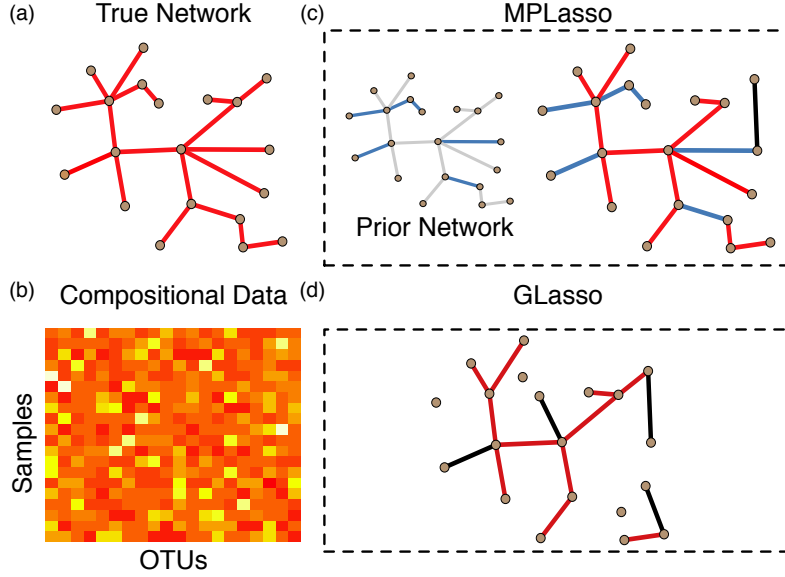 (a)
True Network
(c)
MPLasso
Prior Network
(b)
Compositional Data
Samples
OTUs
(d)
GLasso